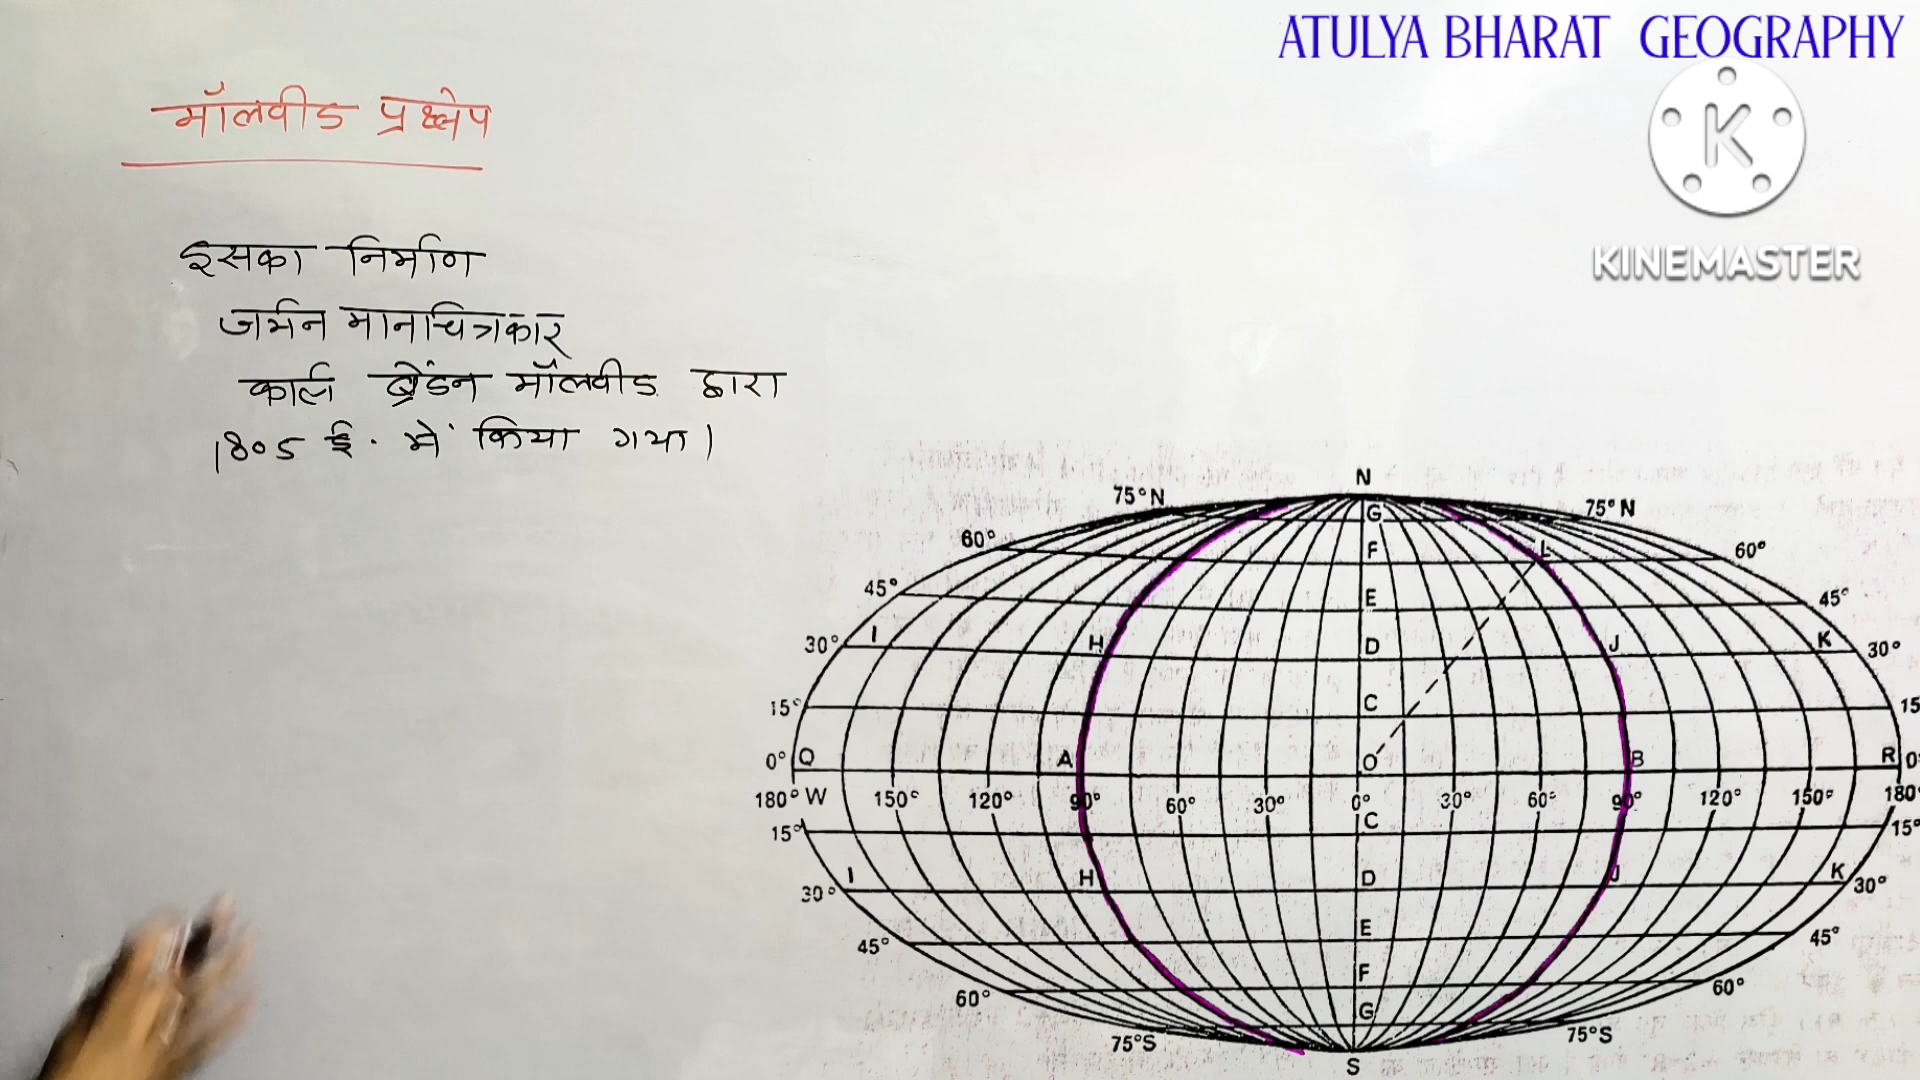 ATULYA BHARAT GEOGRAPHY
K
KINEMASTER
मॉलवीड प्रक्षेप
इसका निर्माण
जर्मन मानचित्रकार
कार्ल ब्रेंडन मॉलवीड द्वारा
1805 ई. में किया गया।
N
75°N G 75°N
60° F L 60°
45° E 45°
30° I H D J K 30°
15° C 15
0° Q A O B R 0°
180° W 150° 120° 90° 60° 30° 0° 30° 60° 90° 120° 150° 180°
15° C 15°
30° I H D J K 30°
45° E 45°
60° F 60°
75°S G 75°S
S